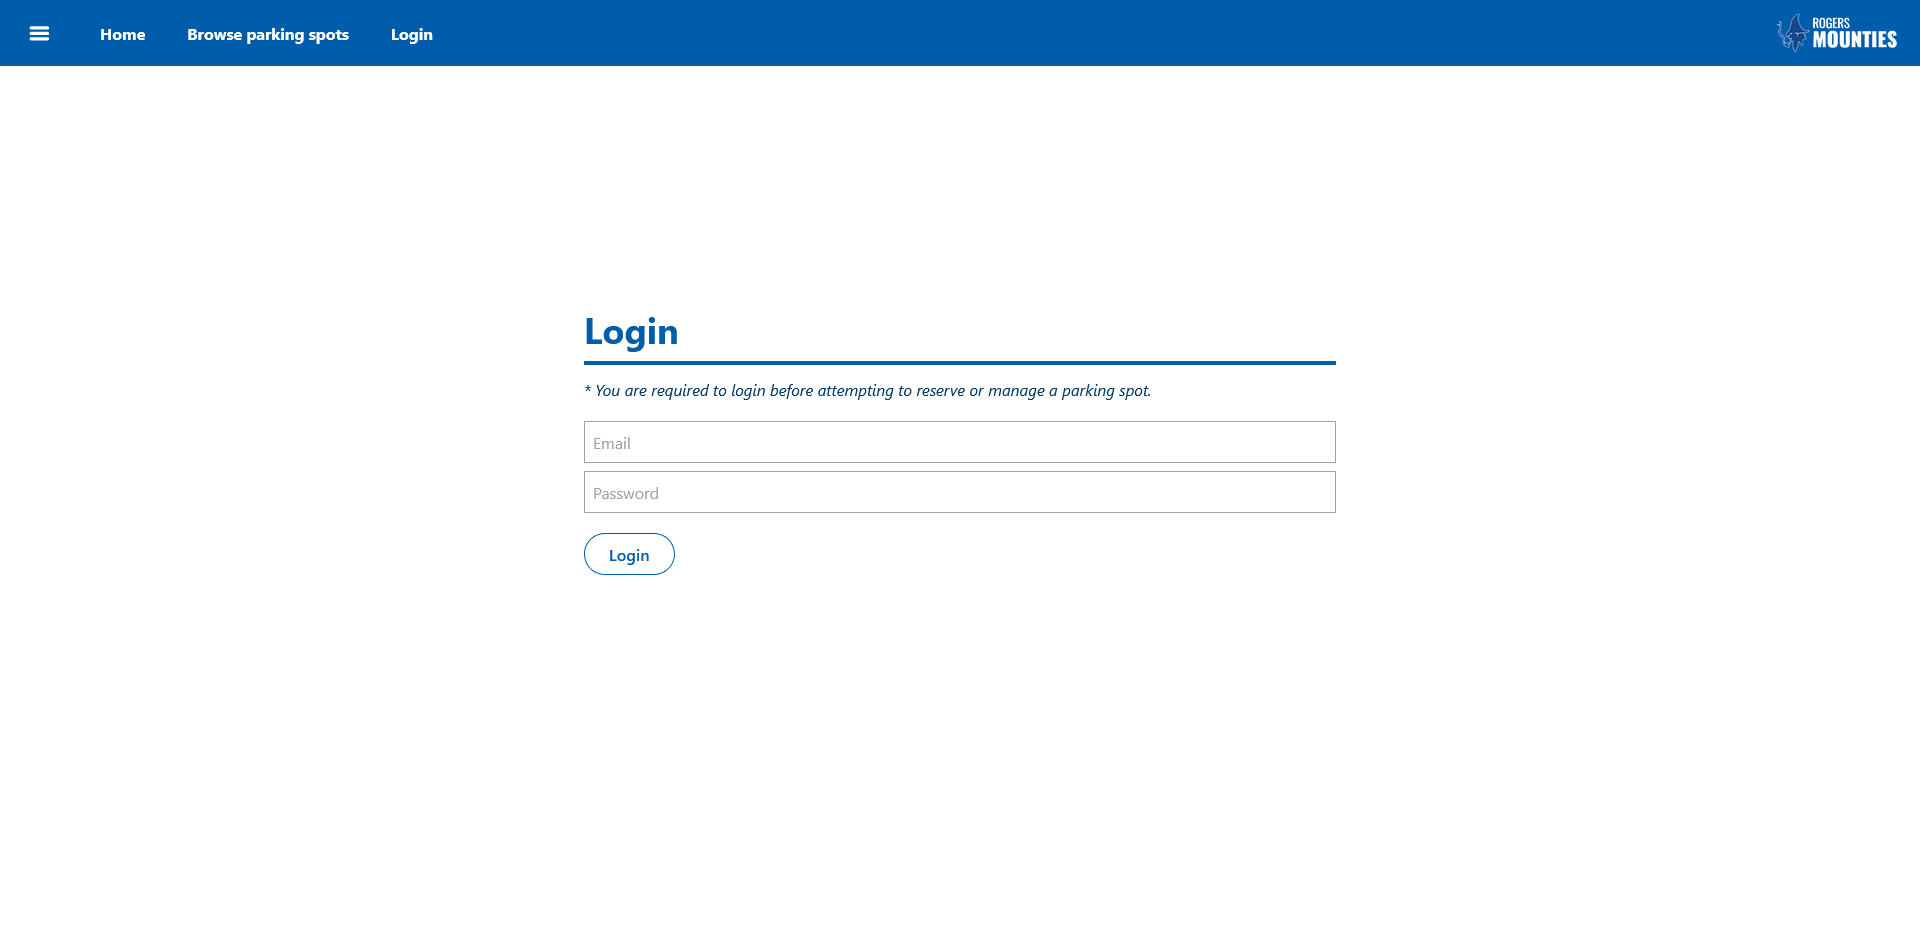 Home
Browse parking spots
Login
ROGERS
MOUNTIES
Login
* You are required to login before attempting to reserve or manage a parking spot.
Email
Password
Login